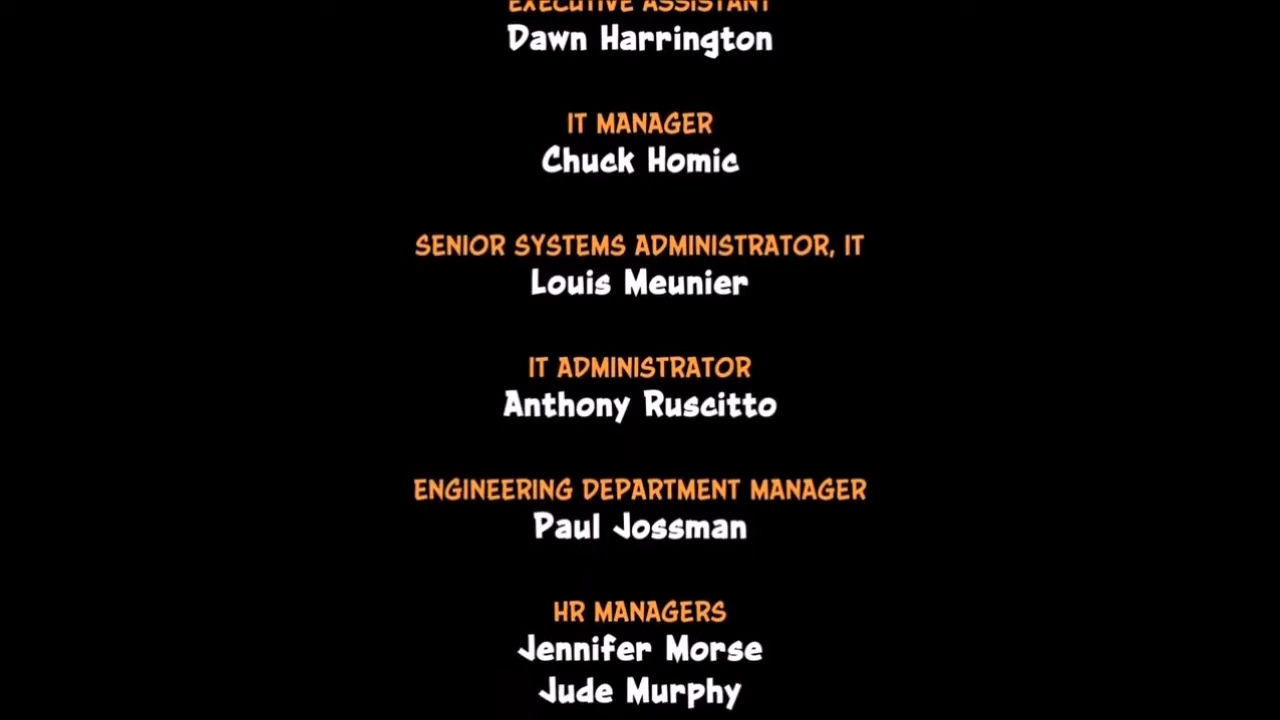 EXECUTIVE ASSISTANT
Dawn Harrington
IT MANAGER
Chuck Homic
SENIOR SYSTEMS ADMINISTRATOR, IT
Louis Meunier
IT ADMINISTRATOR
Anthony Ruscitto
ENGINEERING DEPARTMENT MANAGER
Paul Jossman
HR MANAGERS
Jennifer Morse
Jude Murphy